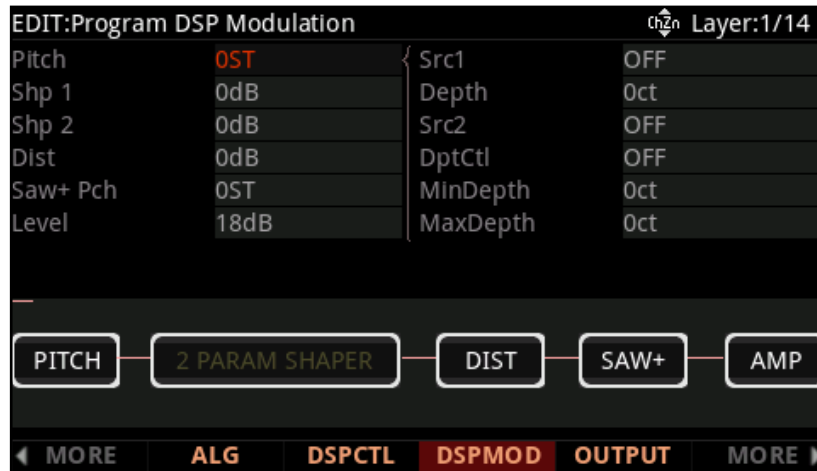 EDIT:Program DSP Modulation ChZn Layer:1/14
Pitch 0ST Src1 OFF
Shp 1 0dB Depth 0ct
Shp 2 0dB Src2 OFF
Dist 0dB DptCtl OFF
Saw+ Pch 0ST MinDepth 0ct
Level 18dB MaxDepth 0ct
PITCH 2 PARAM SHAPER DIST SAW+ AMP
MORE ALG DSPCTL DSPMOD OUTPUT MORE